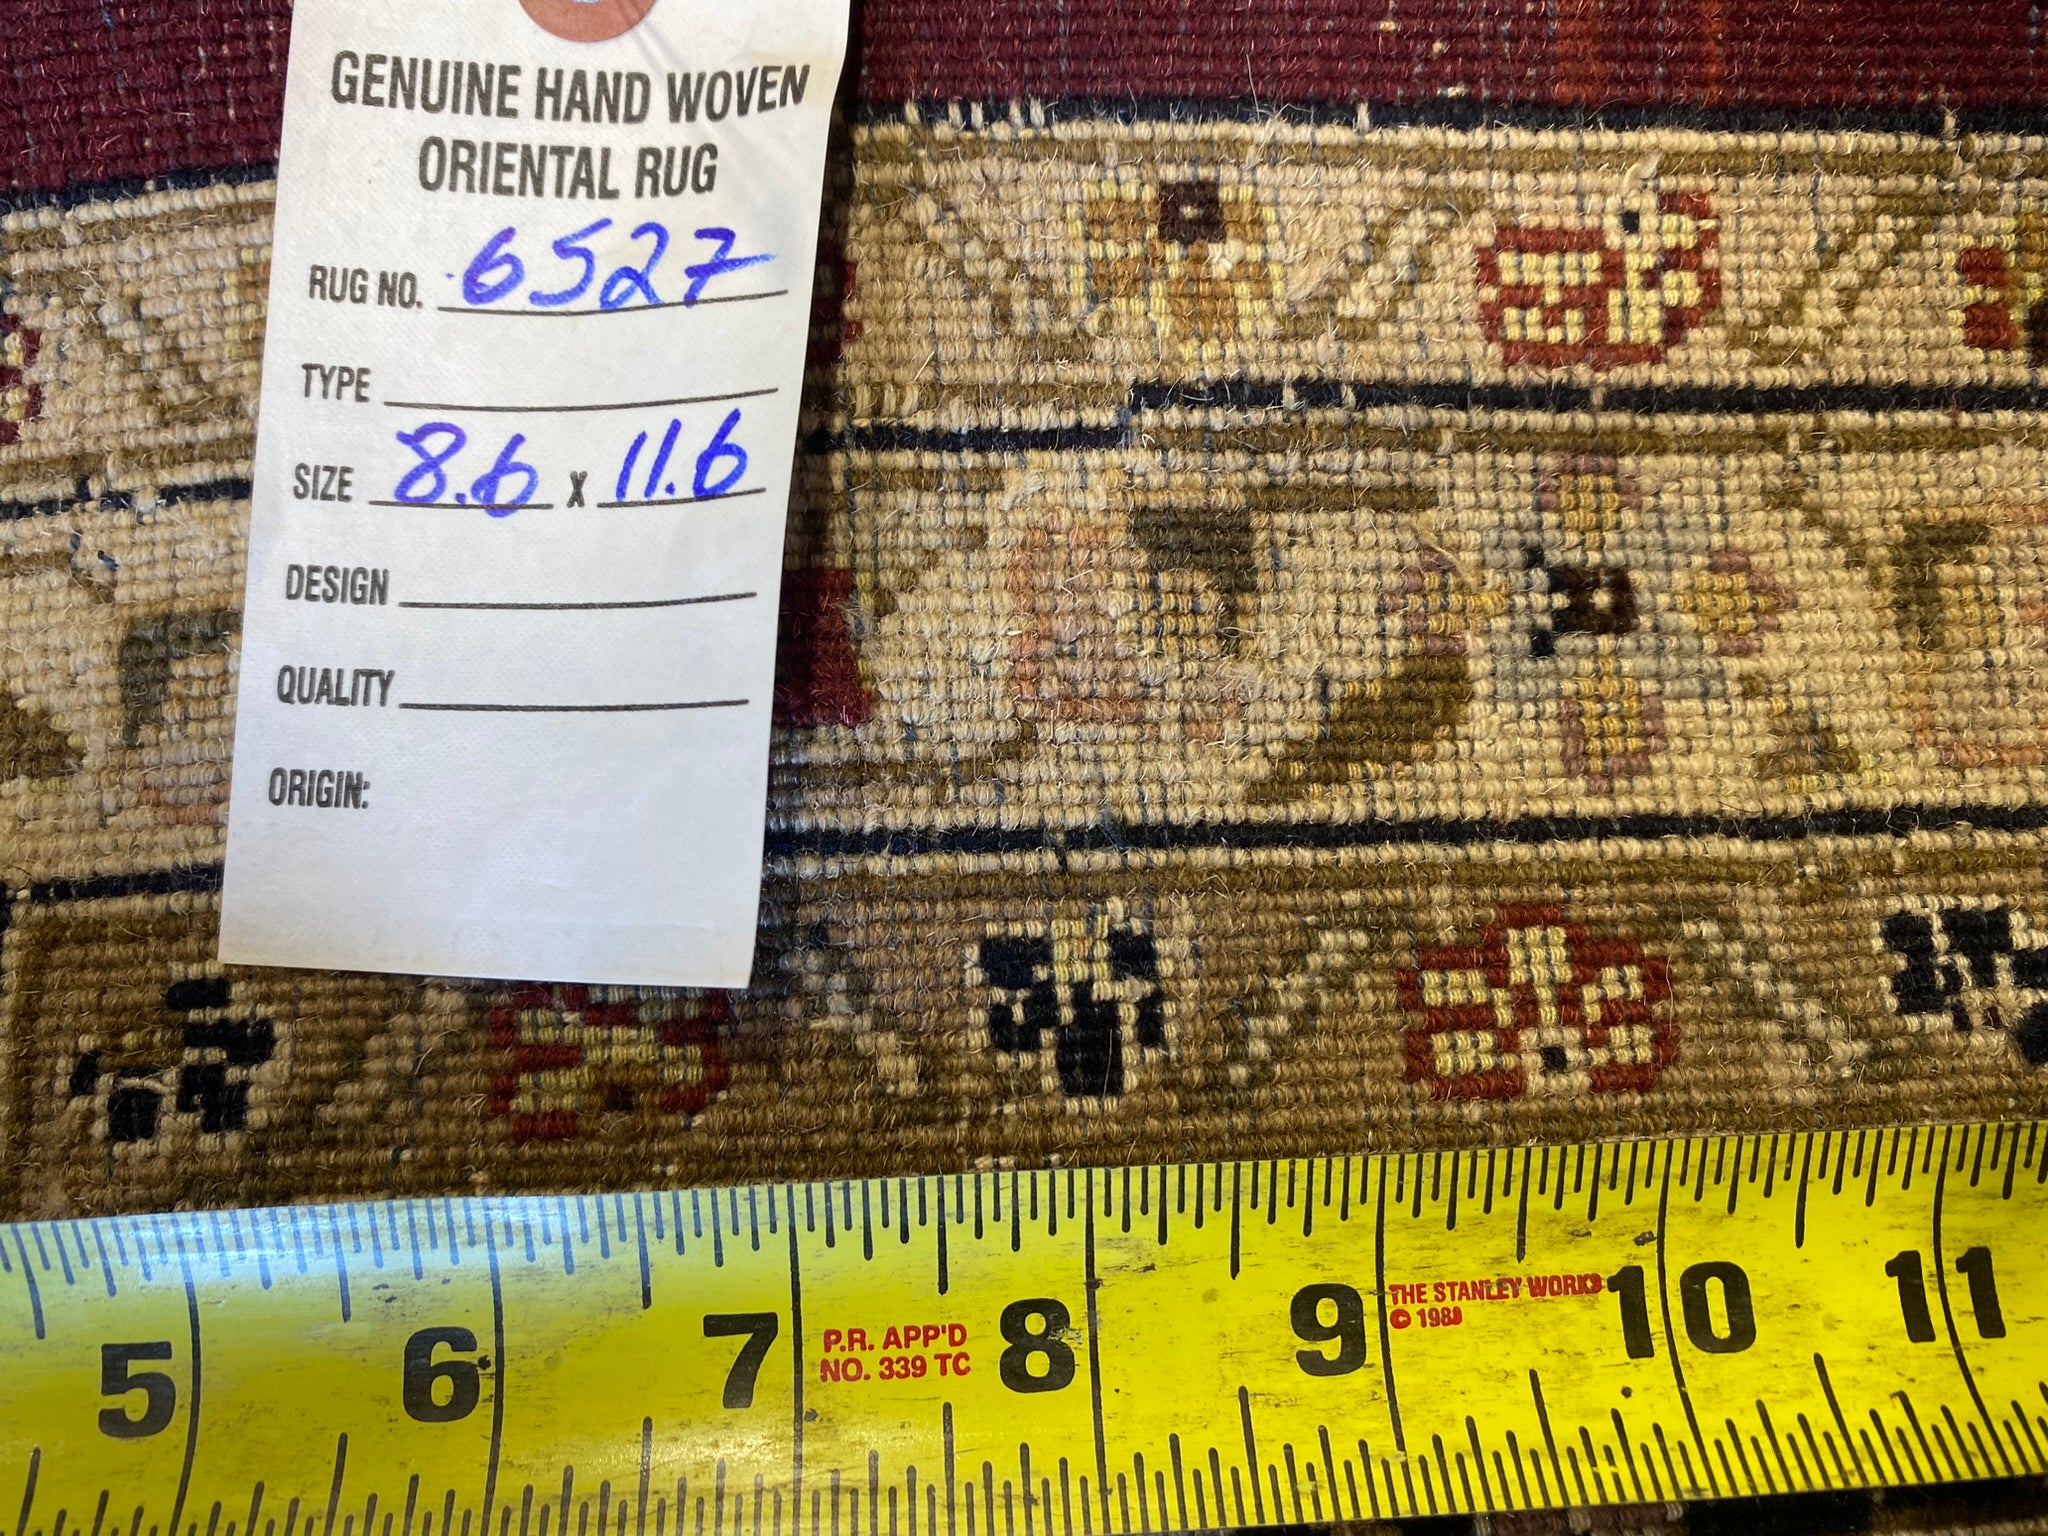 GENUINE HAND WOVEN
ORIENTAL RUG
RUG NO. 6527
TYPE
SIZE 8.6 x 11.6
DESIGN
QUALITY
ORIGIN:
5 6 7 P.R. APP'D 8 9 THE STANLEY WORKS 10 11
NO. 339 TC © 1988